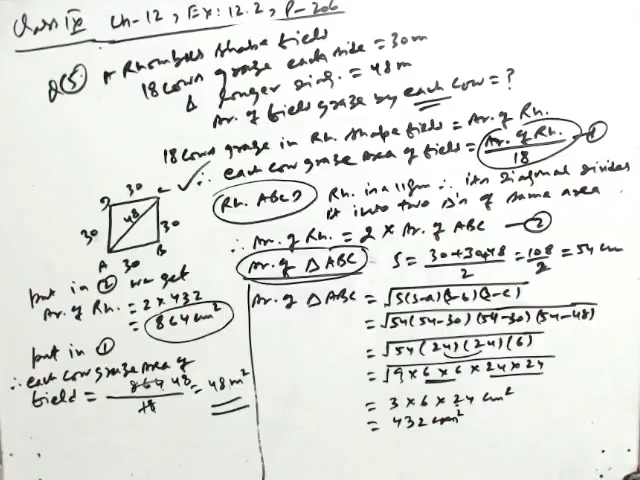 Class IX Ch-12, Ex: 12.2, P-206
Q(5) A Rhombus shape field
18 cows graze each side = 30m
& longer diag. = 48m
Ar. of field graze by each cow = ?
18 cows graze in Rh. shape field = Ar. of Rh.
∴ each cow graze area of field = Ar. of Rh. / 18 —①
Rh. ABCD Rh. is a llgm ∴ its diagonal divides
it into two Δ's of same area.
∴ Ar. of Rh. = 2 × Ar. of ABC —②
D 30 C
30 48 30
A 30 B
Ar. of Δ ABC S = 30+30+48 / 2 = 108 / 2 = 54 cm
Ar. of Δ ABC = √S(S-a)(S-b)(S-c)
= √54(54-30)(54-30)(54-48)
= √54(24)(24)(6)
= √9×6×6×24×24
= 3×6×24 cm²
= 432 cm²
put in ② we get
Ar. of Rh. = 2×432
= 864 cm²
put in ①
∴ each cow graze Area of
field = 864 48 / 18 = 48 m²